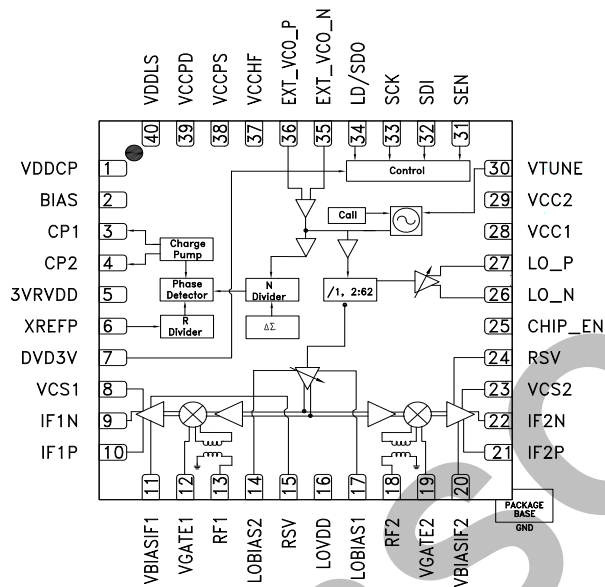 VDDLS
VCCPD
VCCPS
VCCHF
EXT_VCO_P
EXT_VCO_N
LD/SDO
SCK
SDI
SEN
40
39
38
37
36
35
34
33
32
31
VDDCP 1
BIAS 2
CP1 3
CP2 4
3VRVDD 5
XREFP 6
DVD3V 7
VCS1 8
IF1N 9
IF1P 10
Control
Call
Charge
Pump
Phase
Detector
R
Divider
N
Divider
ΔΣ
/1, 2:62
30 VTUNE
29 VCC2
28 VCC1
27 LO_P
26 LO_N
25 CHIP_EN
24 RSV
23 VCS2
22 IF2N
21 IF2P
11
12
13
14
15
16
17
18
19
20
VBIASIF1
VGATE1
RF1
LOBIAS2
RSV
LOVDD
LOBIAS1
RF2
VGATE2
VBIASIF2
PACKAGE
BASE
GND